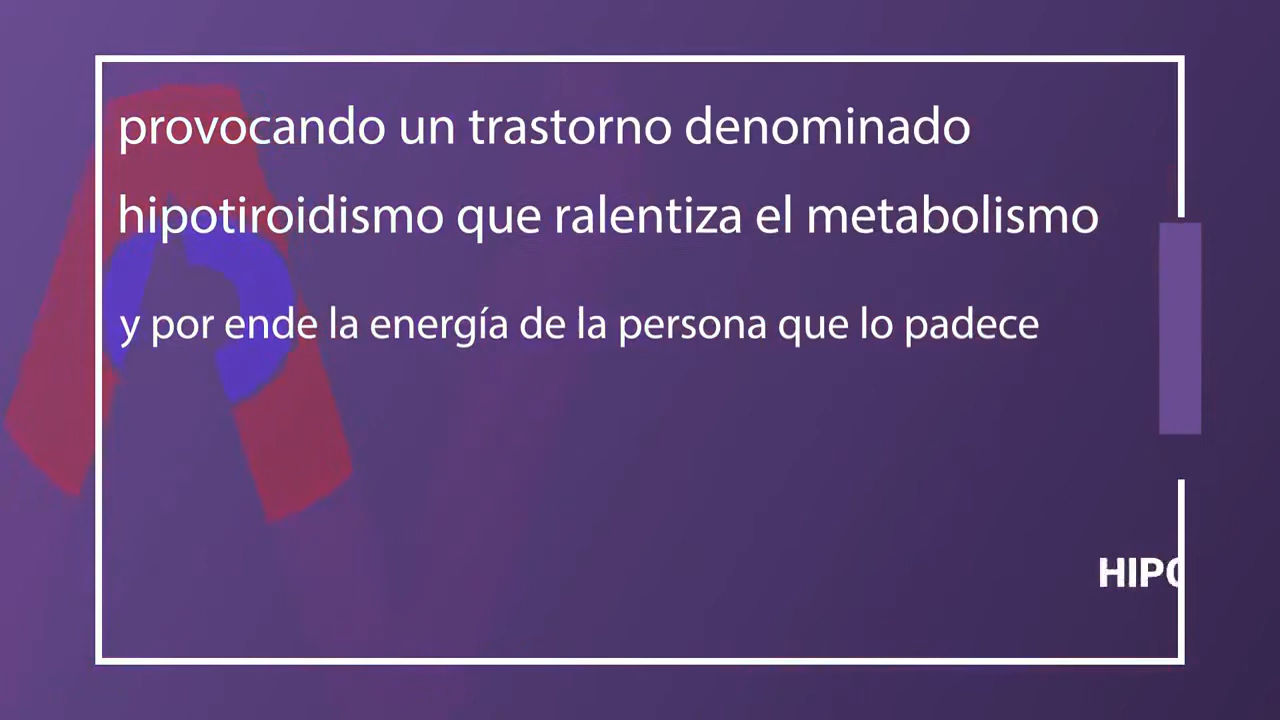 provocando un trastorno denominado
hipotiroidismo que ralentiza el metabolismo
y por ende la energía de la persona que lo padece